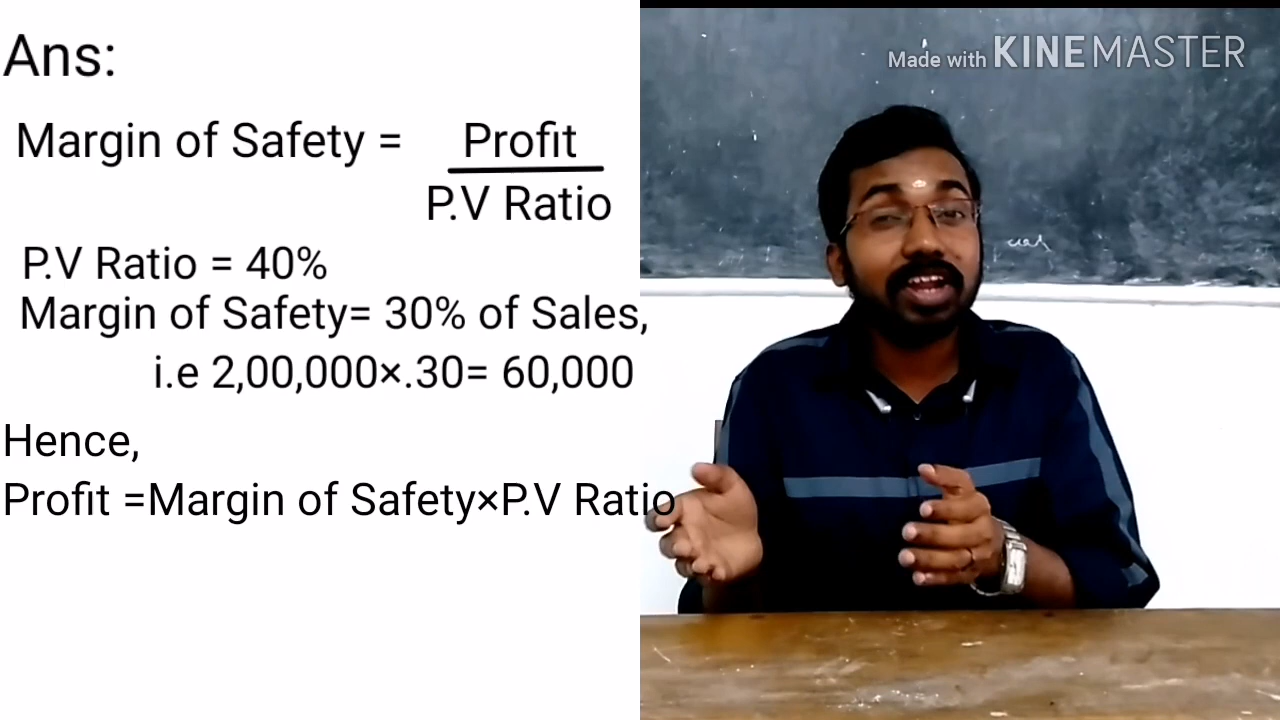 Ans:
Margin of Safety = Profit
P.V Ratio
P.V Ratio = 40%
Margin of Safety= 30% of Sales,
i.e 2,00,000×.30= 60,000
Hence,
Profit =Margin of Safety×P.V Ratio
Made with KINEMASTER